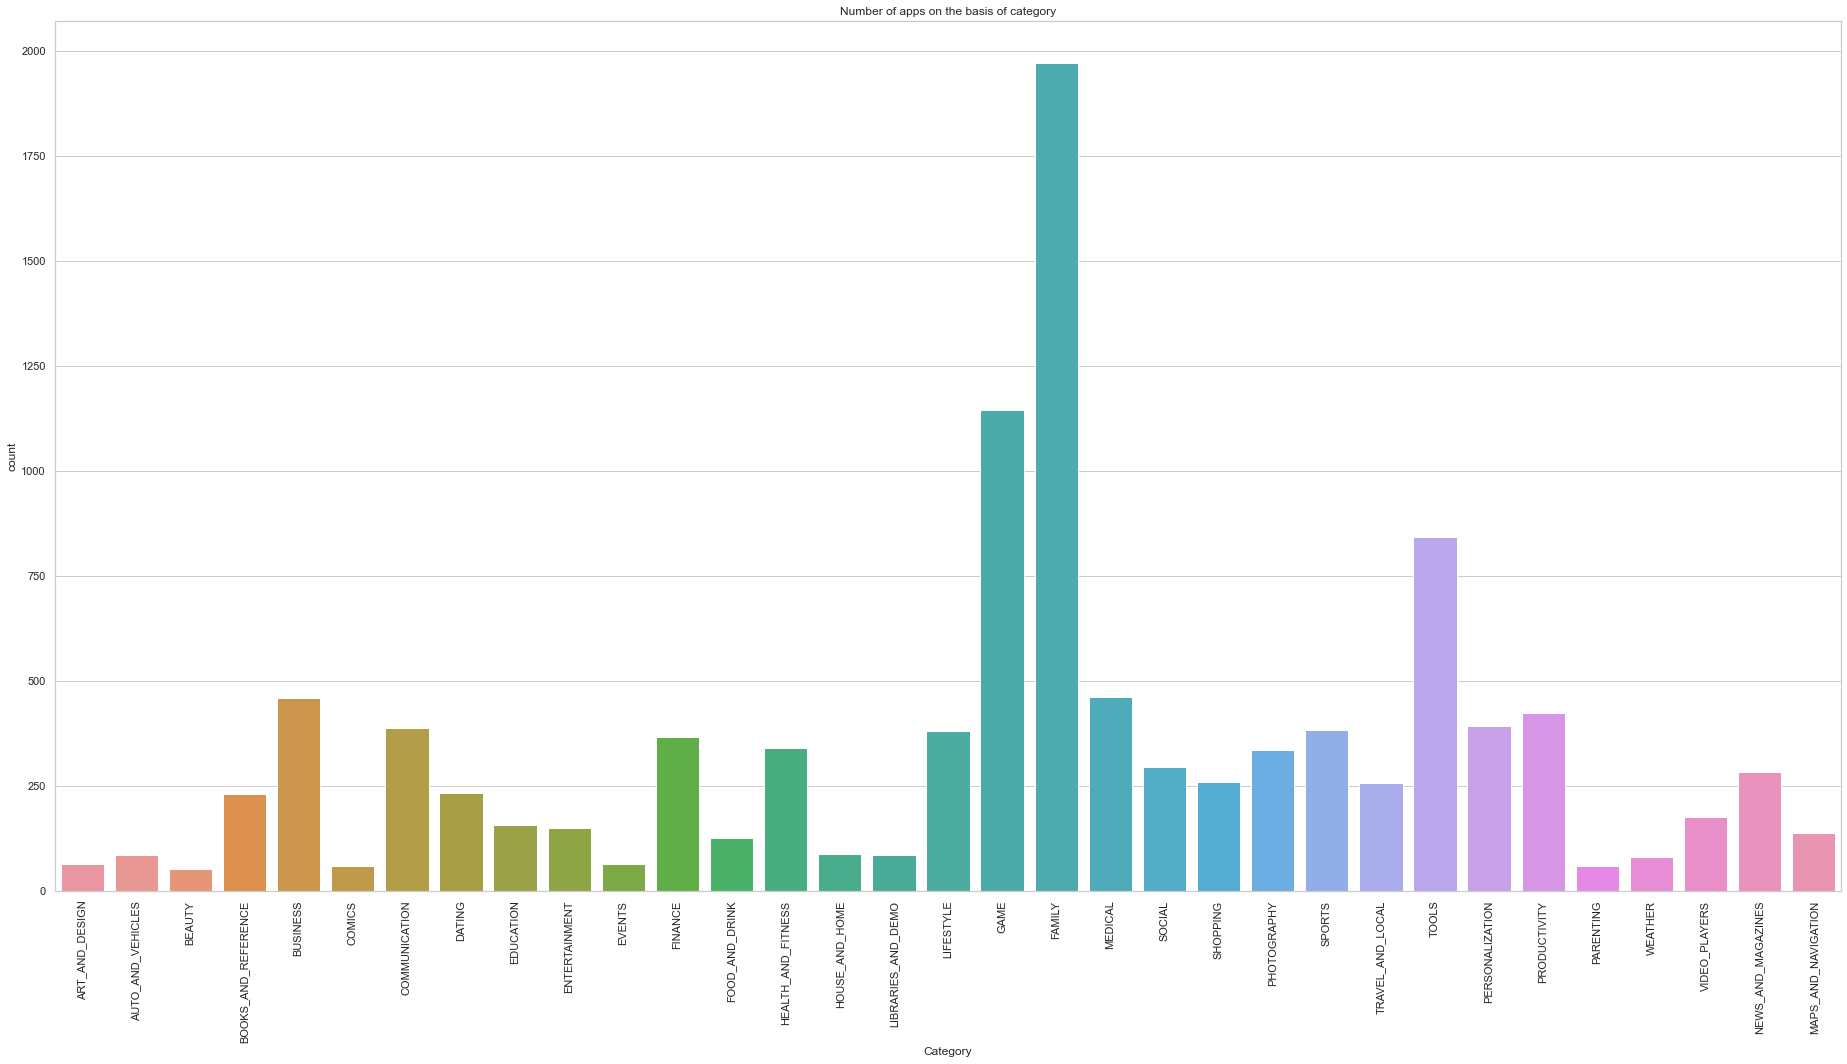 Number of apps on the basis of category
2000
1750
1500
1250
1000
750
500
250
0
count
ART_AND_DESIGN
AUTO_AND_VEHICLES
BEAUTY
BOOKS_AND_REFERENCE
BUSINESS
COMICS
COMMUNICATION
DATING
EDUCATION
ENTERTAINMENT
EVENTS
FINANCE
FOOD_AND_DRINK
HEALTH_AND_FITNESS
HOUSE_AND_HOME
LIBRARIES_AND_DEMO
LIFESTYLE
GAME
FAMILY
MEDICAL
SOCIAL
SHOPPING
PHOTOGRAPHY
SPORTS
TRAVEL_AND_LOCAL
TOOLS
PERSONALIZATION
PRODUCTIVITY
PARENTING
WEATHER
VIDEO_PLAYERS
NEWS_AND_MAGAZINES
MAPS_AND_NAVIGATION
Category